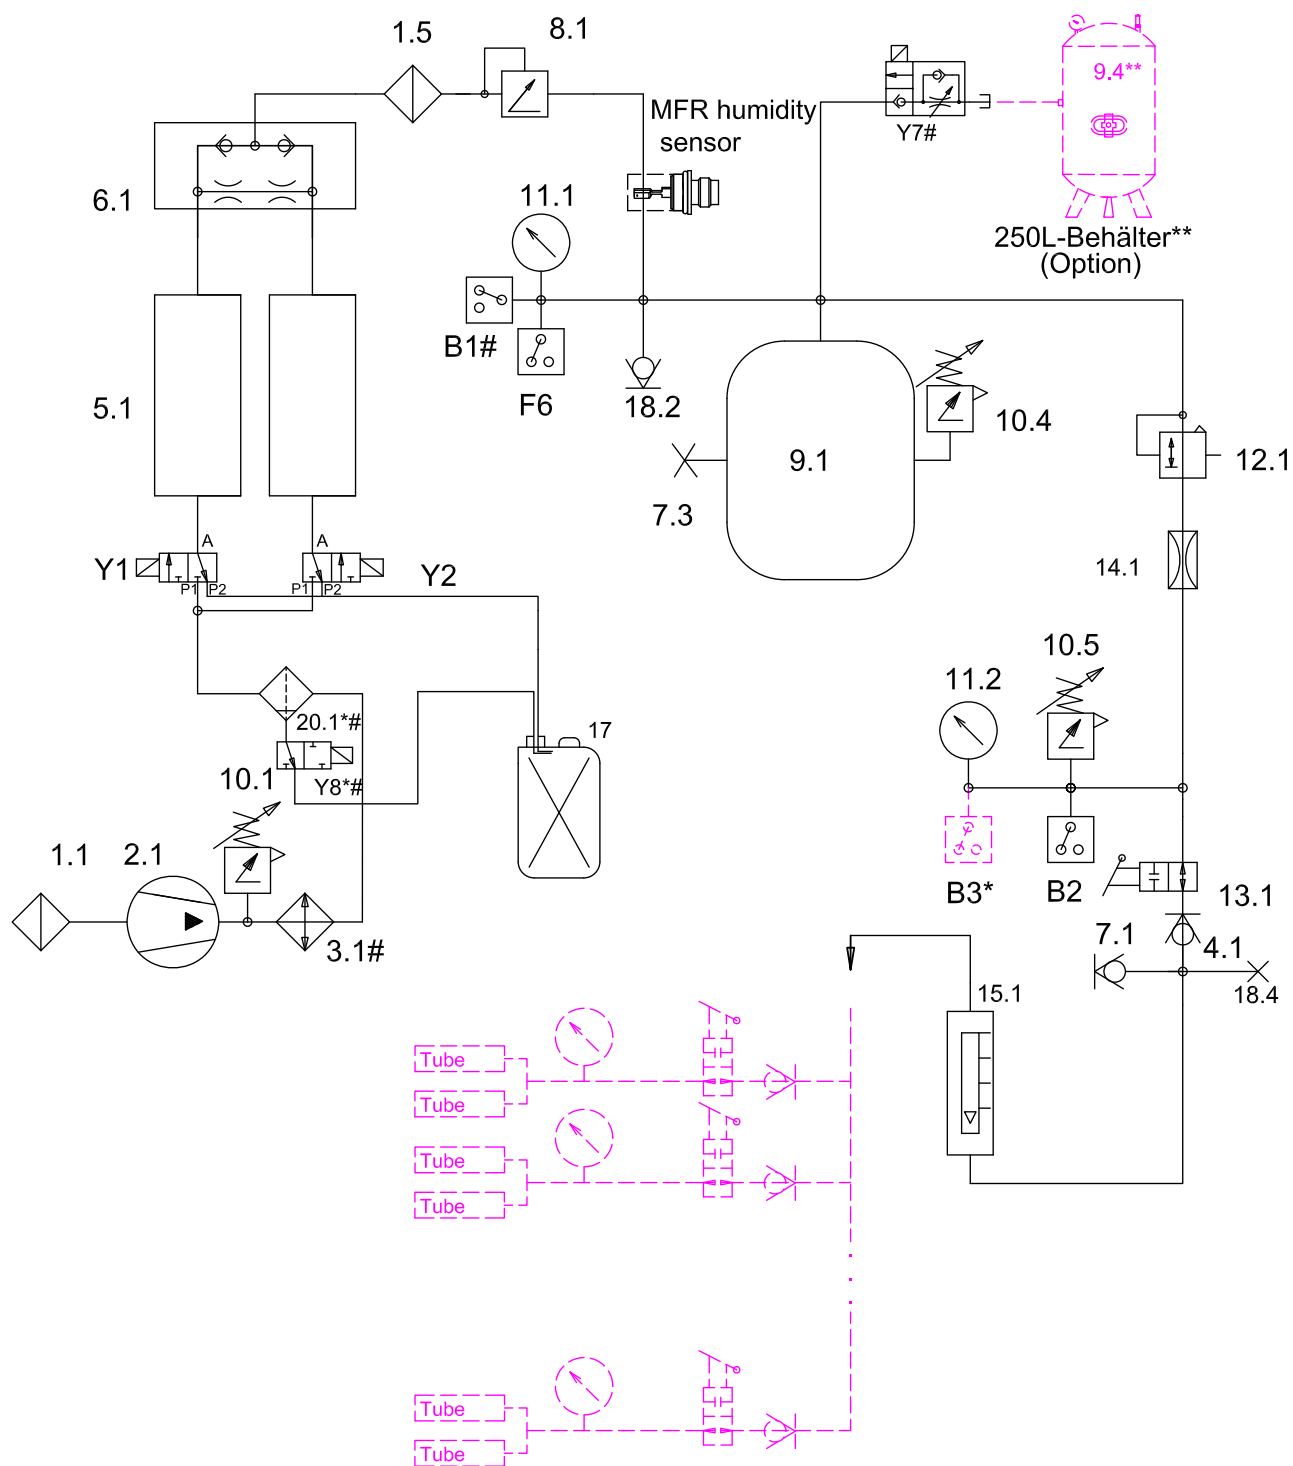 1.5
8.1
9.4**
MFR humidity
sensor
Y7#
6.1
11.1
250L-Behälter**
(Option)
B1#
F6
18.2
5.1
10.4
9.1
12.1
7.3
A
A
Y1
Y2
P1
P2
P1
P2
14.1
10.5
11.2
20.1*#
17
10.1
Y8*#
1.1
2.1
B3*
B2
13.1
3.1#
7.1
4.1
15.1
18.4
Tube
Tube
Tube
Tube
Tube
Tube